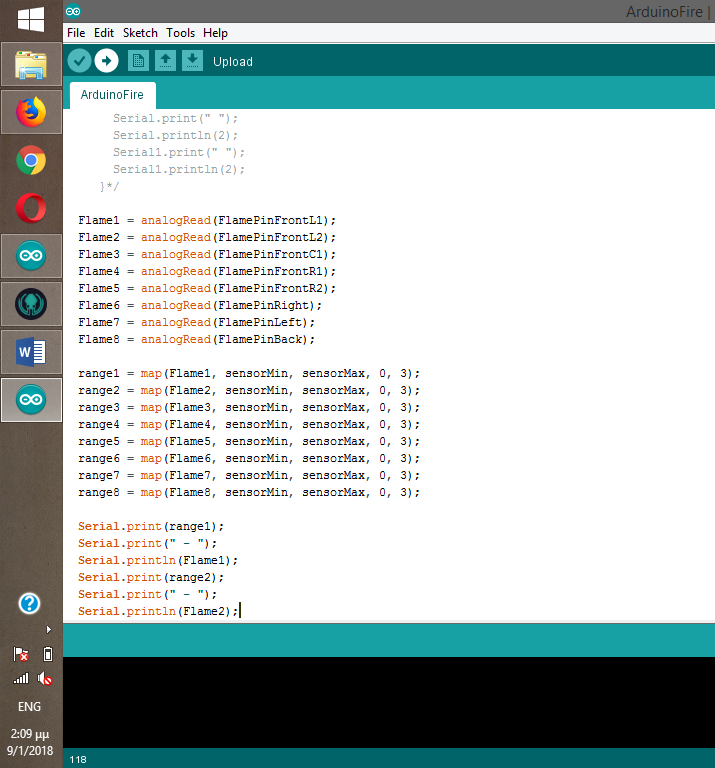 ArduinoFire |
File Edit Sketch Tools Help
Upload
ArduinoFire
Serial.print(" ");
Serial.println(2);
Serial1.print(" ");
Serial1.println(2);
}*/
Flame1 = analogRead(FlamePinFrontL1);
Flame2 = analogRead(FlamePinFrontL2);
Flame3 = analogRead(FlamePinFrontC1);
Flame4 = analogRead(FlamePinFrontR1);
Flame5 = analogRead(FlamePinFrontR2);
Flame6 = analogRead(FlamePinRight);
Flame7 = analogRead(FlamePinLeft);
Flame8 = analogRead(FlamePinBack);
range1 = map(Flame1, sensorMin, sensorMax, 0, 3);
range2 = map(Flame2, sensorMin, sensorMax, 0, 3);
range3 = map(Flame3, sensorMin, sensorMax, 0, 3);
range4 = map(Flame4, sensorMin, sensorMax, 0, 3);
range5 = map(Flame5, sensorMin, sensorMax, 0, 3);
range6 = map(Flame6, sensorMin, sensorMax, 0, 3);
range7 = map(Flame7, sensorMin, sensorMax, 0, 3);
range8 = map(Flame8, sensorMin, sensorMax, 0, 3);
Serial.print(range1);
Serial.print(" - ");
Serial.println(Flame1);
Serial.print(range2);
Serial.print(" - ");
Serial.println(Flame2);
118
W
?
ENG
2:09 μμ
9/1/2018